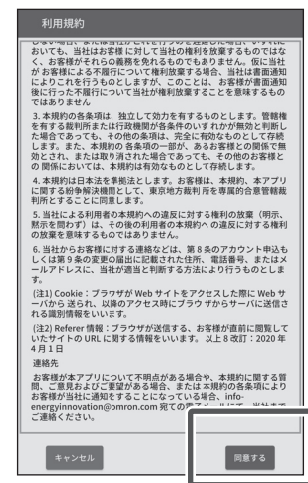 利用規約
おいても、当社はお客様に対して当社の権利を放棄するものではな
く、お客様がそれらの義務を免れるものでもありません。仮に当社
がお客様による不履行について権利放棄する場合、当社は書面通知
によりこれを行うものとしますが、このことは、お客様が書面通知
後に行った不履行について当社が権利放棄することを意味するもの
ではありません
3. 本規約の各条項は 独立して効力を有するものとします。管轄権
を有する裁判所または行政機関が各条件のいずれかが無効と判断し
た場合であっても、その他の条項は、完全に有効なものとして存続
します。また、本規約の各条項の一部が、あるお客様との関係で無
効とされ、または取り消された場合であっても、その他のお客様と
の関係においては、本規約は有効なものとして存続します。
4. 本規約は日本法を準拠法とします。お客様は、本規約、本アプリ
に関する紛争解決機関として、東京地方裁判所を専属的合意管轄裁
判所とすることに同意します。
5. 当社による利用者の本規約への違反に対する権利の放棄（明示、
黙示を問わず）は、その後の利用者の本規約への違反に対する権利
の放棄を意味するものではありません。
6. 当社からお客様に対する連絡などは、第 8 条のアカウント申込も
しくは第 9 条の変更の届出に記載された住所、電話番号、またはメ
ールアドレスに、当社が適当と判断する方法により行うものとしま
す。
(注1) Cookie：ブラウザが Web サイトをアクセスした際に Web サ
ーバから 送られ、以降のアクセス時にブラウザからサーバに送信さ
れる識別情報をいいます。
(注2) Referer 情報：ブラウザが送信する、お客様が直前に閲覧して
いたサイトの URL に関する情報をいいます。 以上 8 改訂：2020 年
4 月 1 日
連絡先
お客様が本アプリについて不明点がある場合や、本規約に関する質
問、ご意見およびご要望がある場合、または本規約の各条項により
お客様が当社に通知をすることになっている場合、info-
energyinnovation@omron.com 宛ての電子メールにて、当社まで
ご連絡ください。
キャンセル
同意する